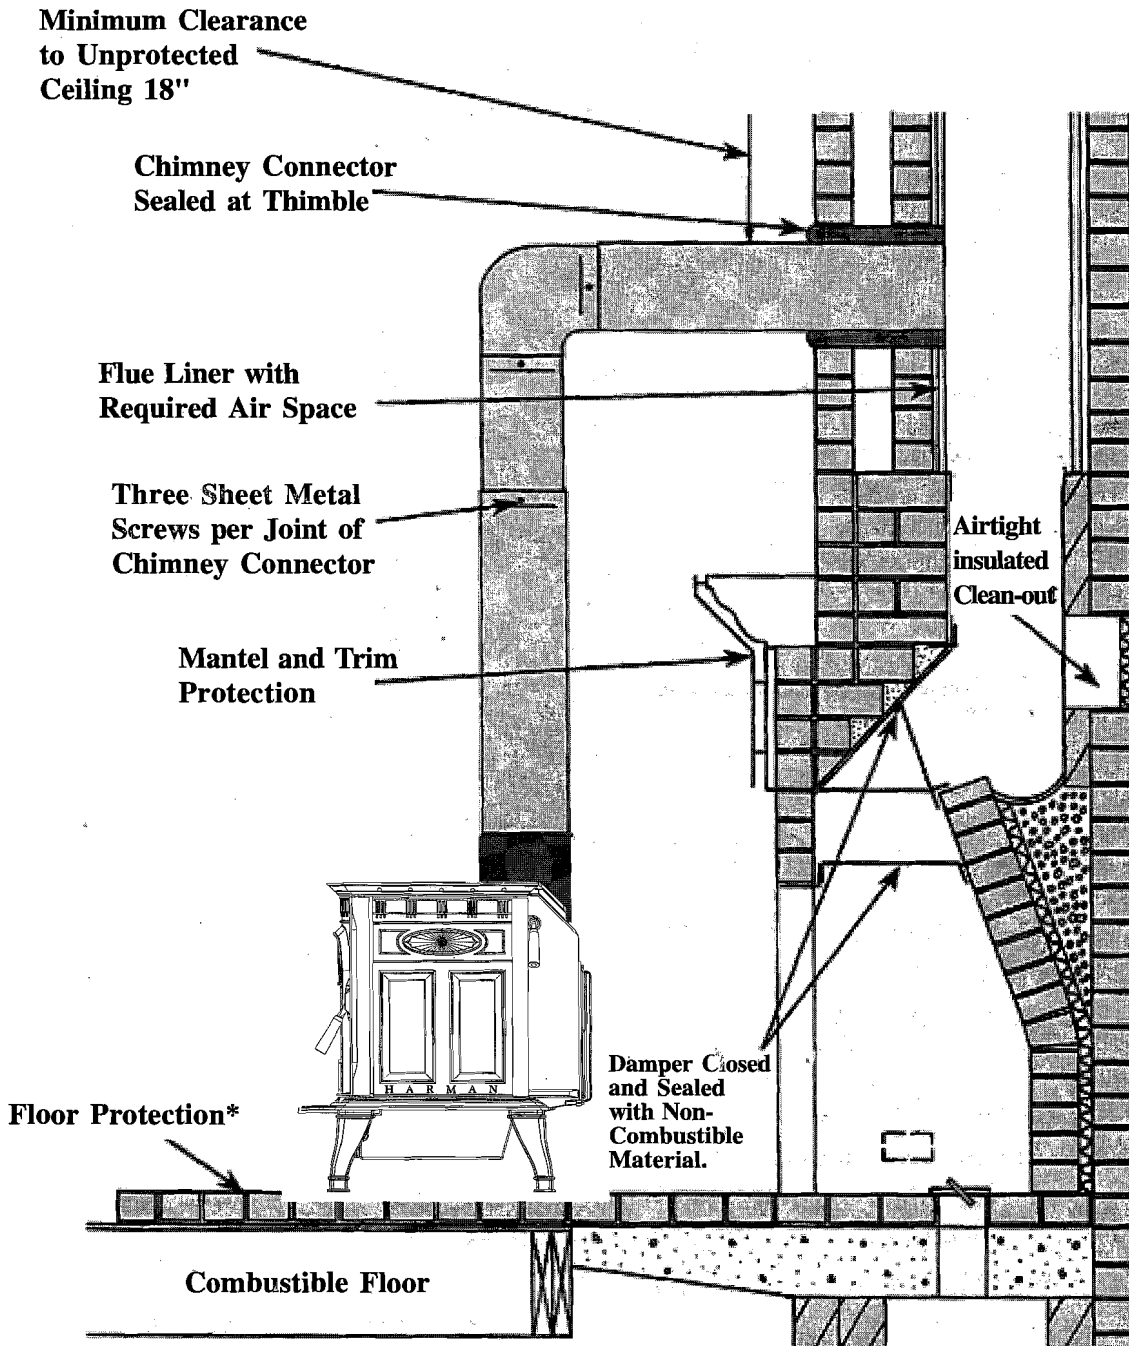 Minimum Clearance
to Unprotected
Ceiling 18"
Chimney Connector
Sealed at Thimble
Flue Liner with
Required Air Space
Three Sheet Metal
Screws per Joint of
Chimney Connector
Airtight
insulated
Clean-out
Mantel and Trim
Protection
HARMAN
Damper Closed
and Sealed
with Non-
Combustible
Material.
Floor Protection*
Combustible Floor